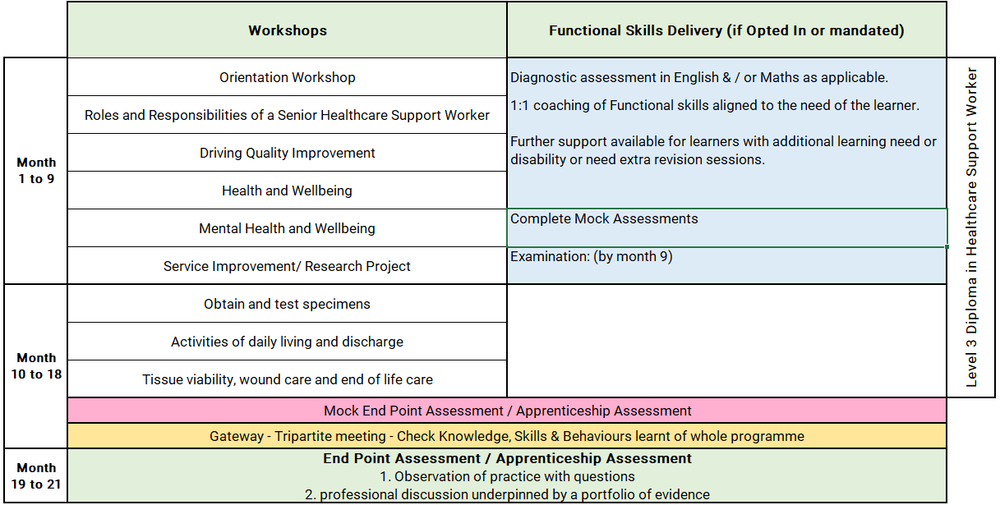 Workshops
Functional Skills Delivery (if Opted In or mandated)
Month
1 to 9
Orientation Workshop
Roles and Responsibilities of a Senior Healthcare Support Worker
Driving Quality Improvement
Health and Wellbeing
Mental Health and Wellbeing
Service Improvement/ Research Project
Diagnostic assessment in English & / or Maths as applicable.
1:1 coaching of Functional skills aligned to the need of the learner.
Further support available for learners with additional learning need or
disability or need extra revision sessions.
Complete Mock Assessments
Examination: (by month 9)
Level 3 Diploma in Healthcare Support Worker
Month
10 to 18
Obtain and test specimens
Activities of daily living and discharge
Tissue viability, wound care and end of life care
Mock End Point Assessment / Apprenticeship Assessment
Gateway - Tripartite meeting - Check Knowledge, Skills & Behaviours learnt of whole programme
Month
19 to 21
End Point Assessment / Apprenticeship Assessment
1. Observation of practice with questions
2. professional discussion underpinned by a portfolio of evidence